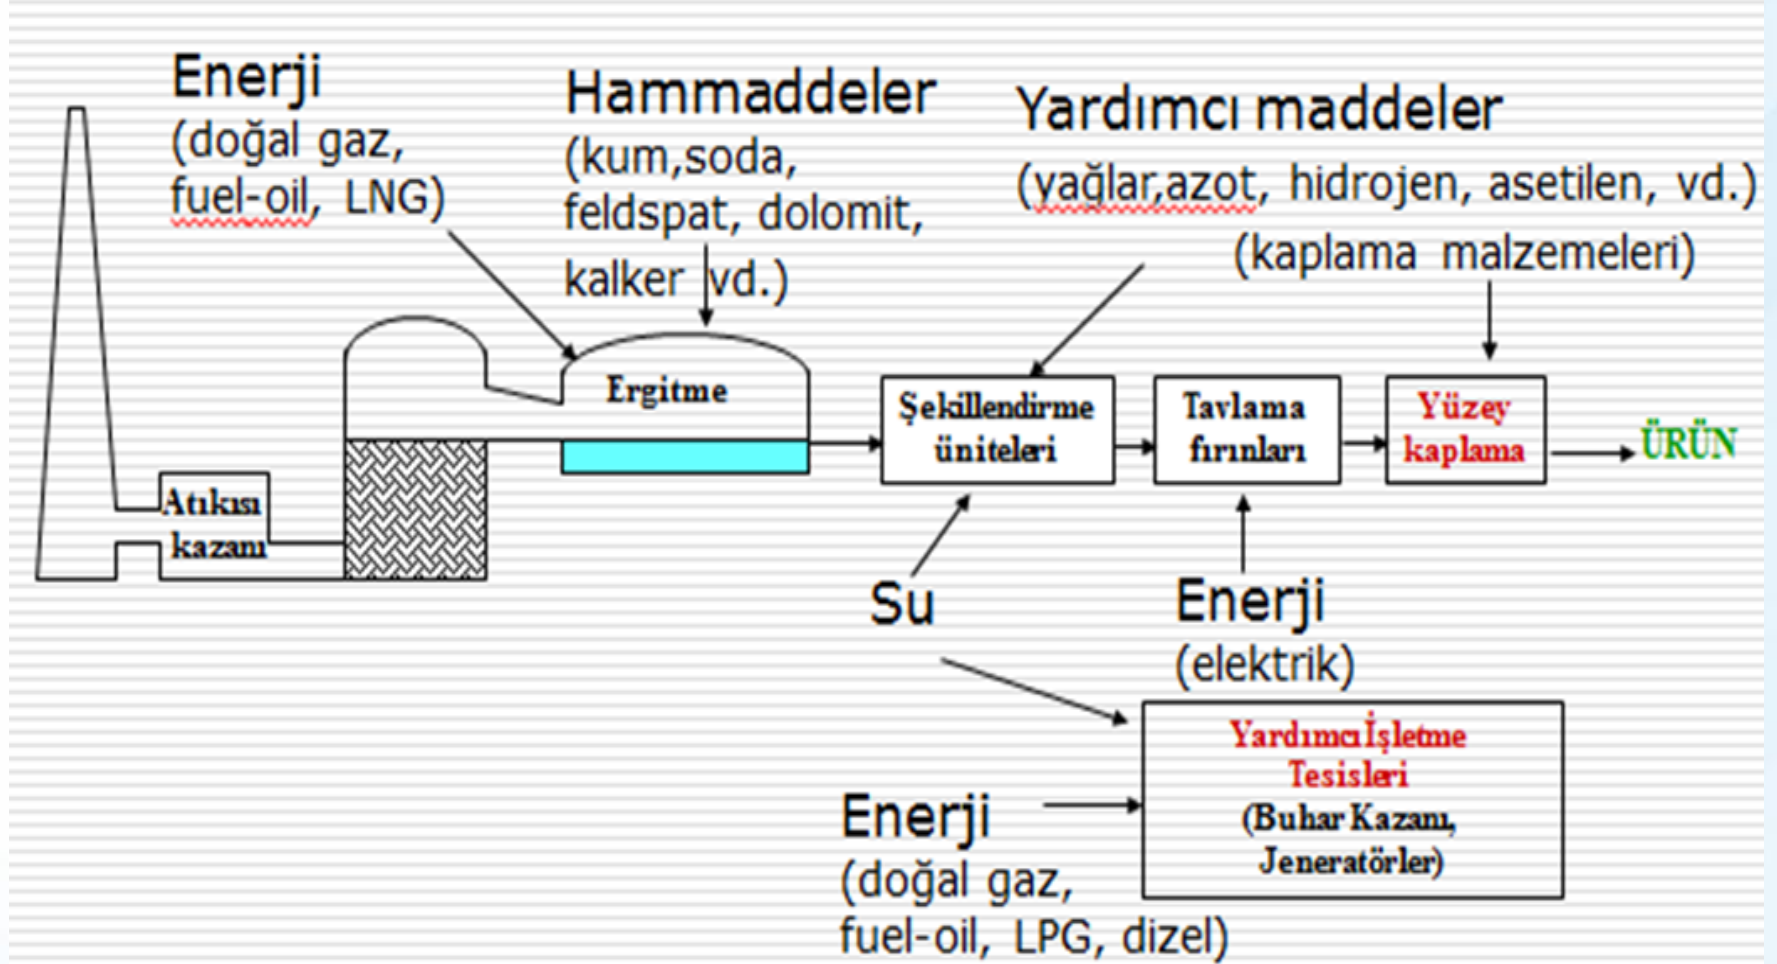 Enerji
(doğal gaz,
fuel-oil, LNG)
Hammaddeler
(kum,soda,
feldspat, dolomit,
kalker vd.)
Yardımcı maddeler
(yağlar,azot, hidrojen, asetilen, vd.)
(kaplama malzemeleri)
Ergitme
Şekillendirme
üniteleri
Tavlama
fırınları
Yüzey
kaplama
ÜRÜN
Atıkısı
kazanı
Su
Enerji
(elektrik)
Yardımcı İşletme
Tesisleri
(Buhar Kazanı,
Jeneratörler)
Enerji
(doğal gaz,
fuel-oil, LPG, dizel)